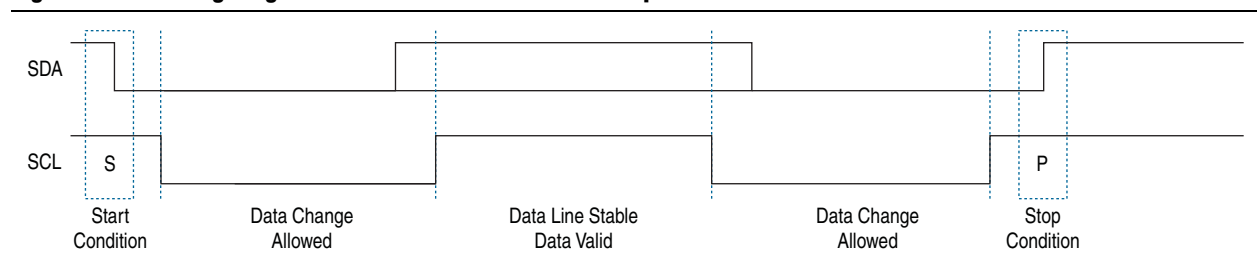 SDA
SCL
S
P
Start
Condition
Data Change
Allowed
Data Line Stable
Data Valid
Data Change
Allowed
Stop
Condition